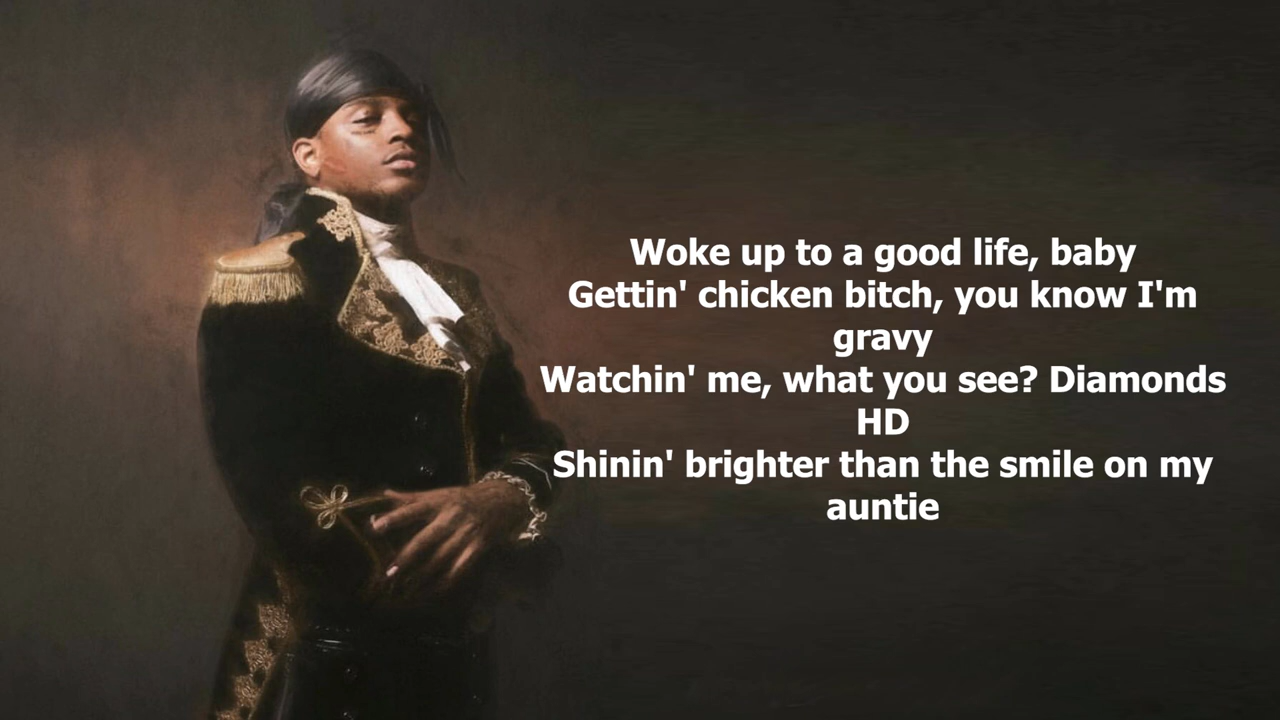 Woke up to a good life, baby
Gettin' chicken bitch, you know I'm
gravy
Watchin' me, what you see? Diamonds
HD
Shinin' brighter than the smile on my
auntie